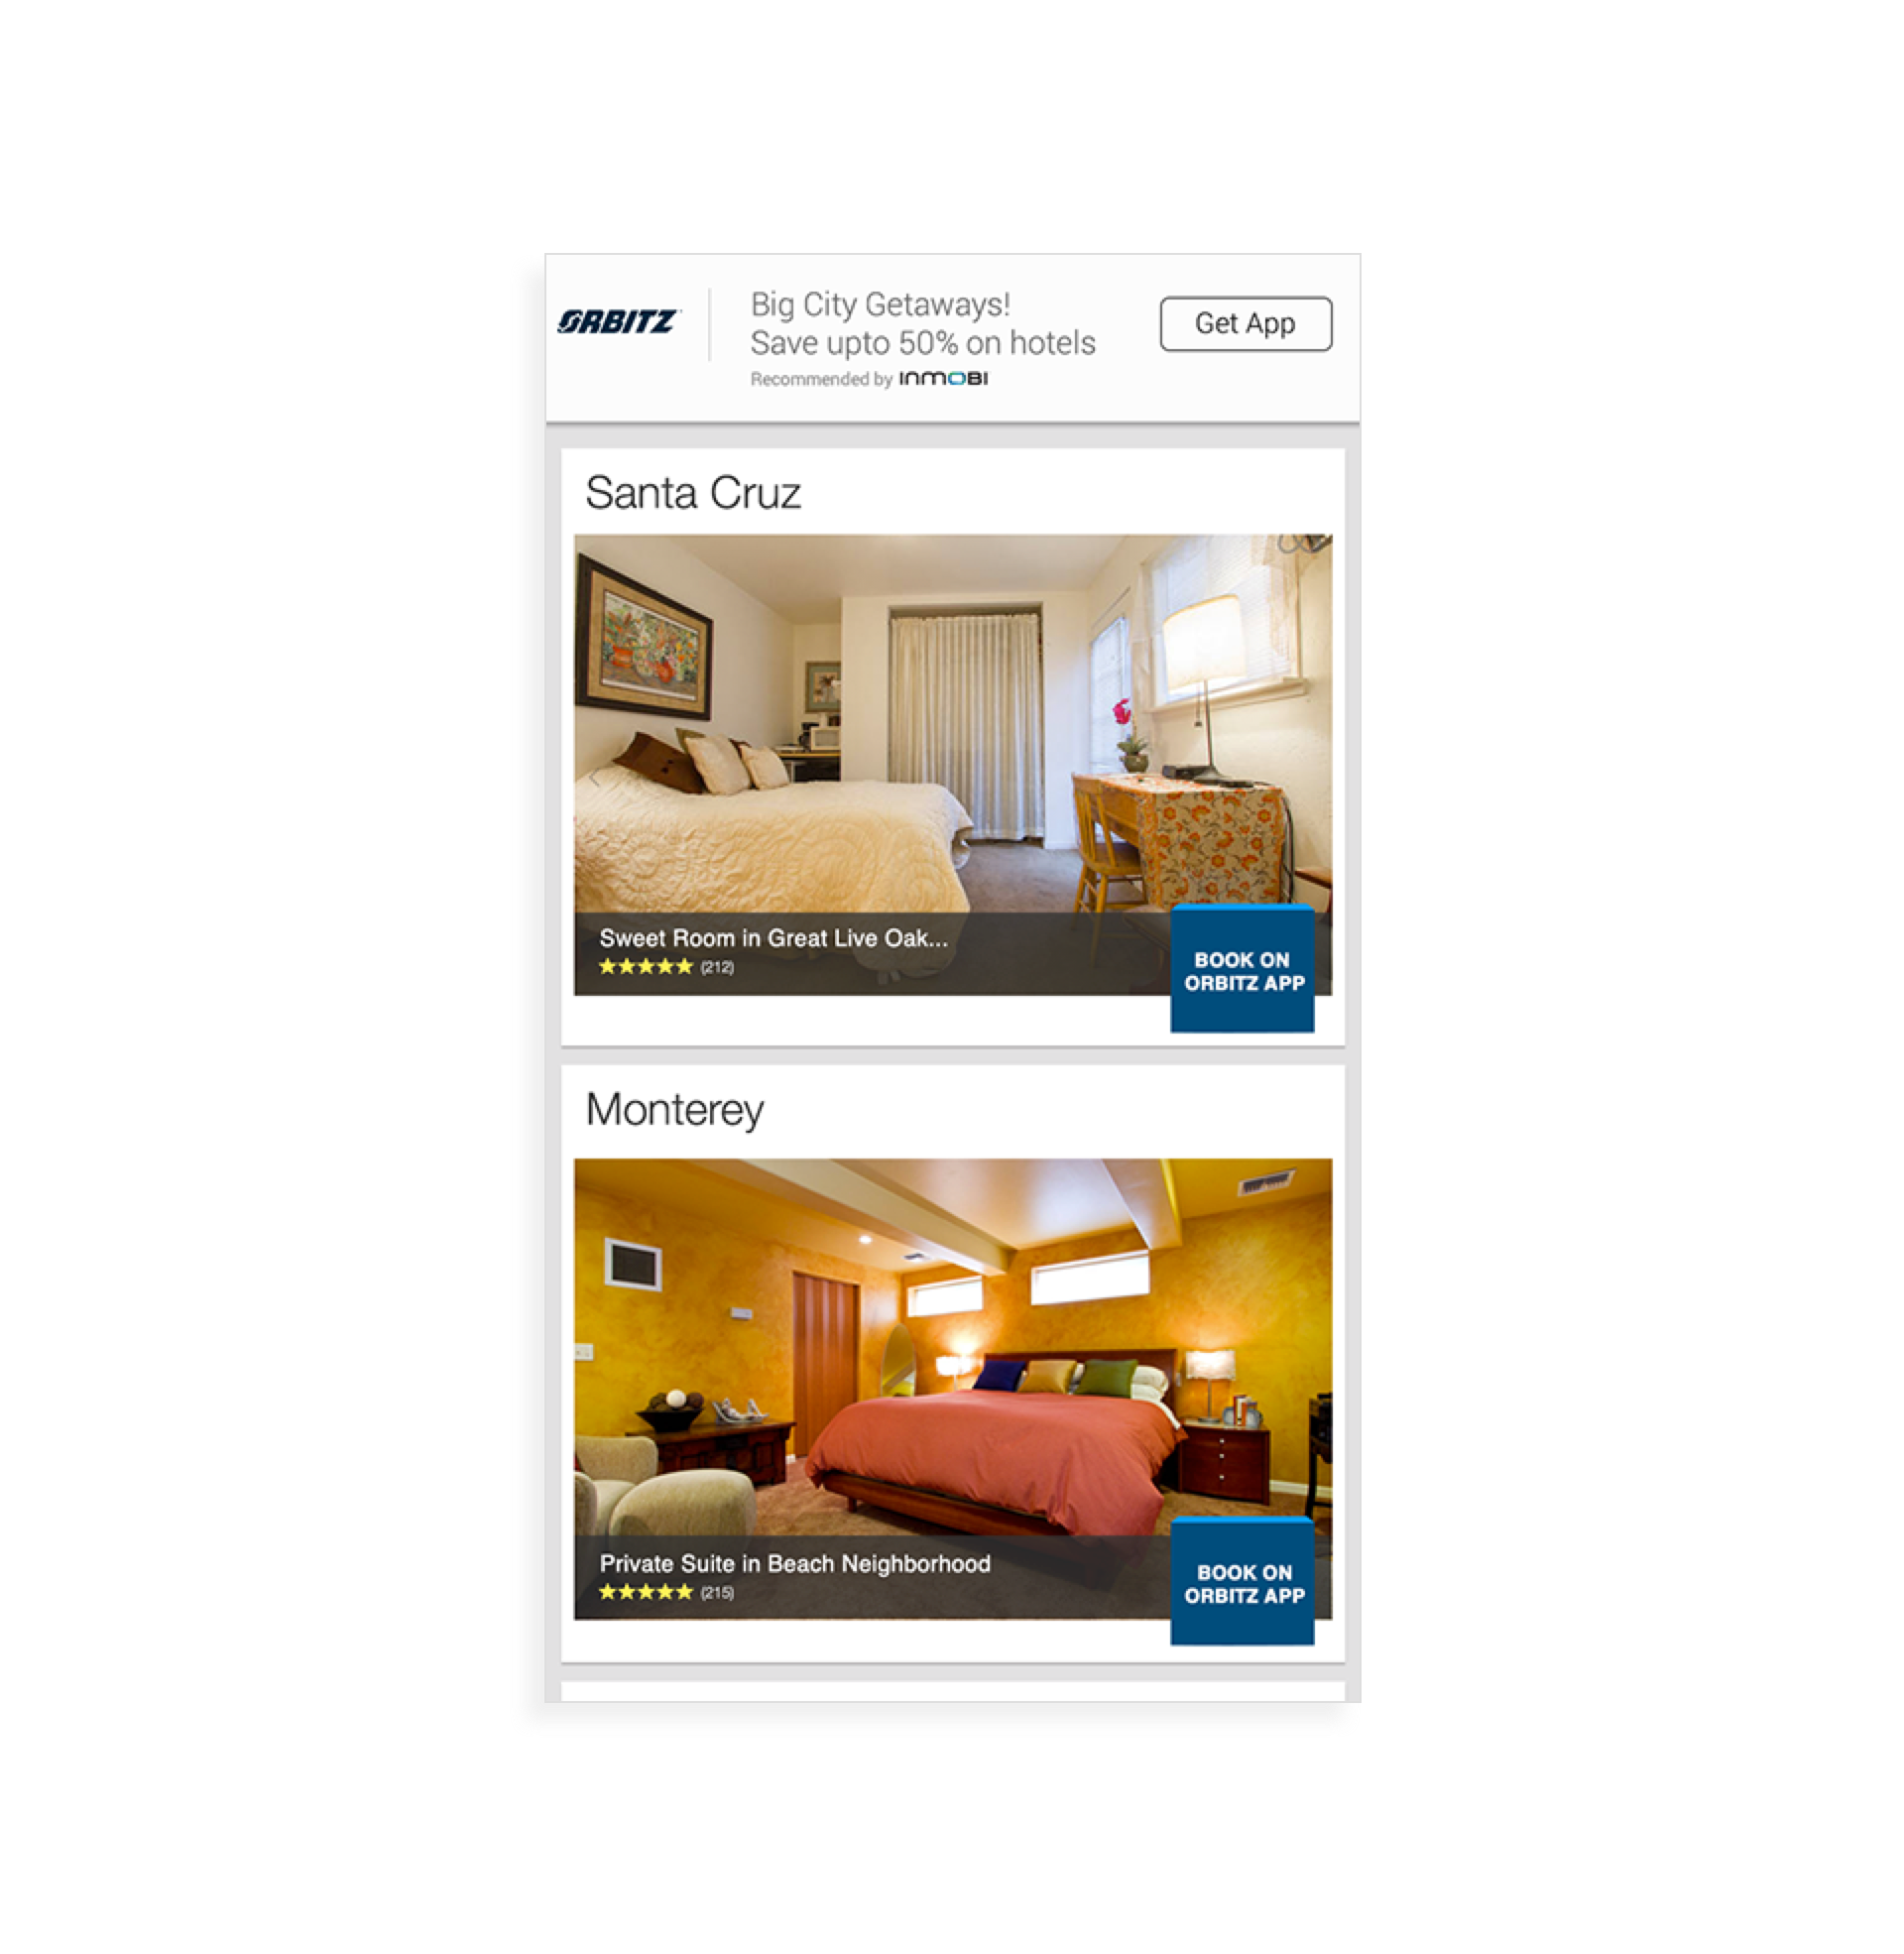 ORBITZ
Big City Getaways!
Save upto 50% on hotels
Recommended by INMOBI
Get App
Santa Cruz
Sweet Room in Great Live Oak...
★★★★★ (212)
BOOK ON
ORBITZ APP
Monterey
Private Suite in Beach Neighborhood
★★★★★ (215)
BOOK ON
ORBITZ APP